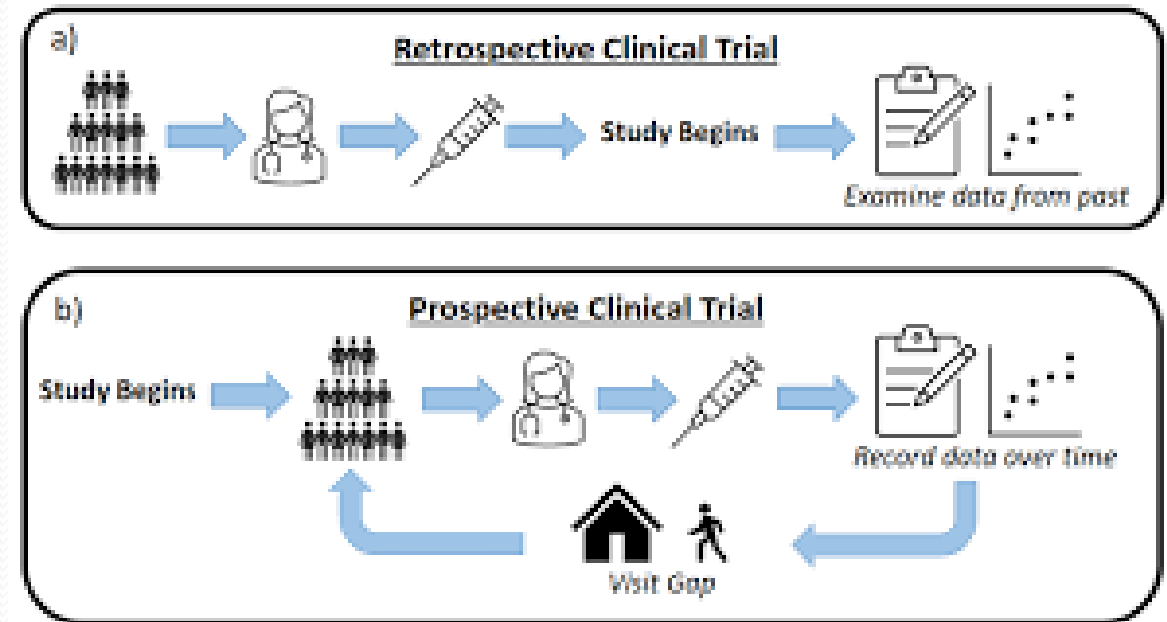 a)
Retrospective Clinical Trial
Study Begins
Examine data from past
b)
Prospective Clinical Trial
Study Begins
Record data over time
Visit Gap